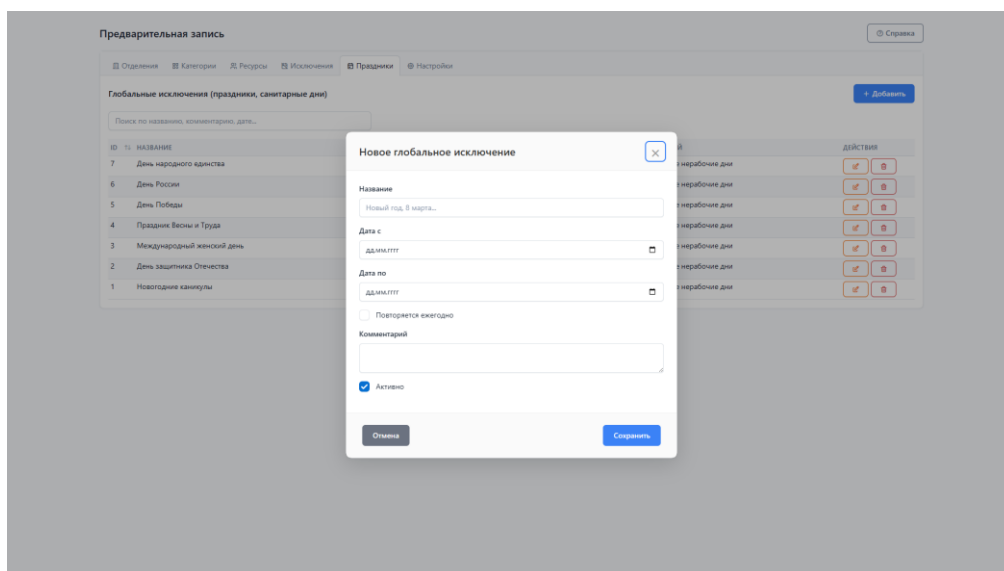 Предварительная запись
Справка
Отделения Категории Ресурсы Исключения Праздники Настройки
Глобальные исключения (праздники, санитарные дни)
+ Добавить
Поиск по названию, комментарию, дате...
ID НАЗВАНИЕ Й ДЕЙСТВИЯ
7 День народного единства е нерабочие дни
6 День России е нерабочие дни
5 День Победы е нерабочие дни
4 Праздник Весны и Труда е нерабочие дни
3 Международный женский день е нерабочие дни
2 День защитника Отечества е нерабочие дни
1 Новогодние каникулы е нерабочие дни
Новое глобальное исключение
Название
Новый год, 8 марта...
Дата с
дд.мм.гггг
Дата по
дд.мм.гггг
Повторяется ежегодно
Комментарий
Активно
Отмена
Сохранить